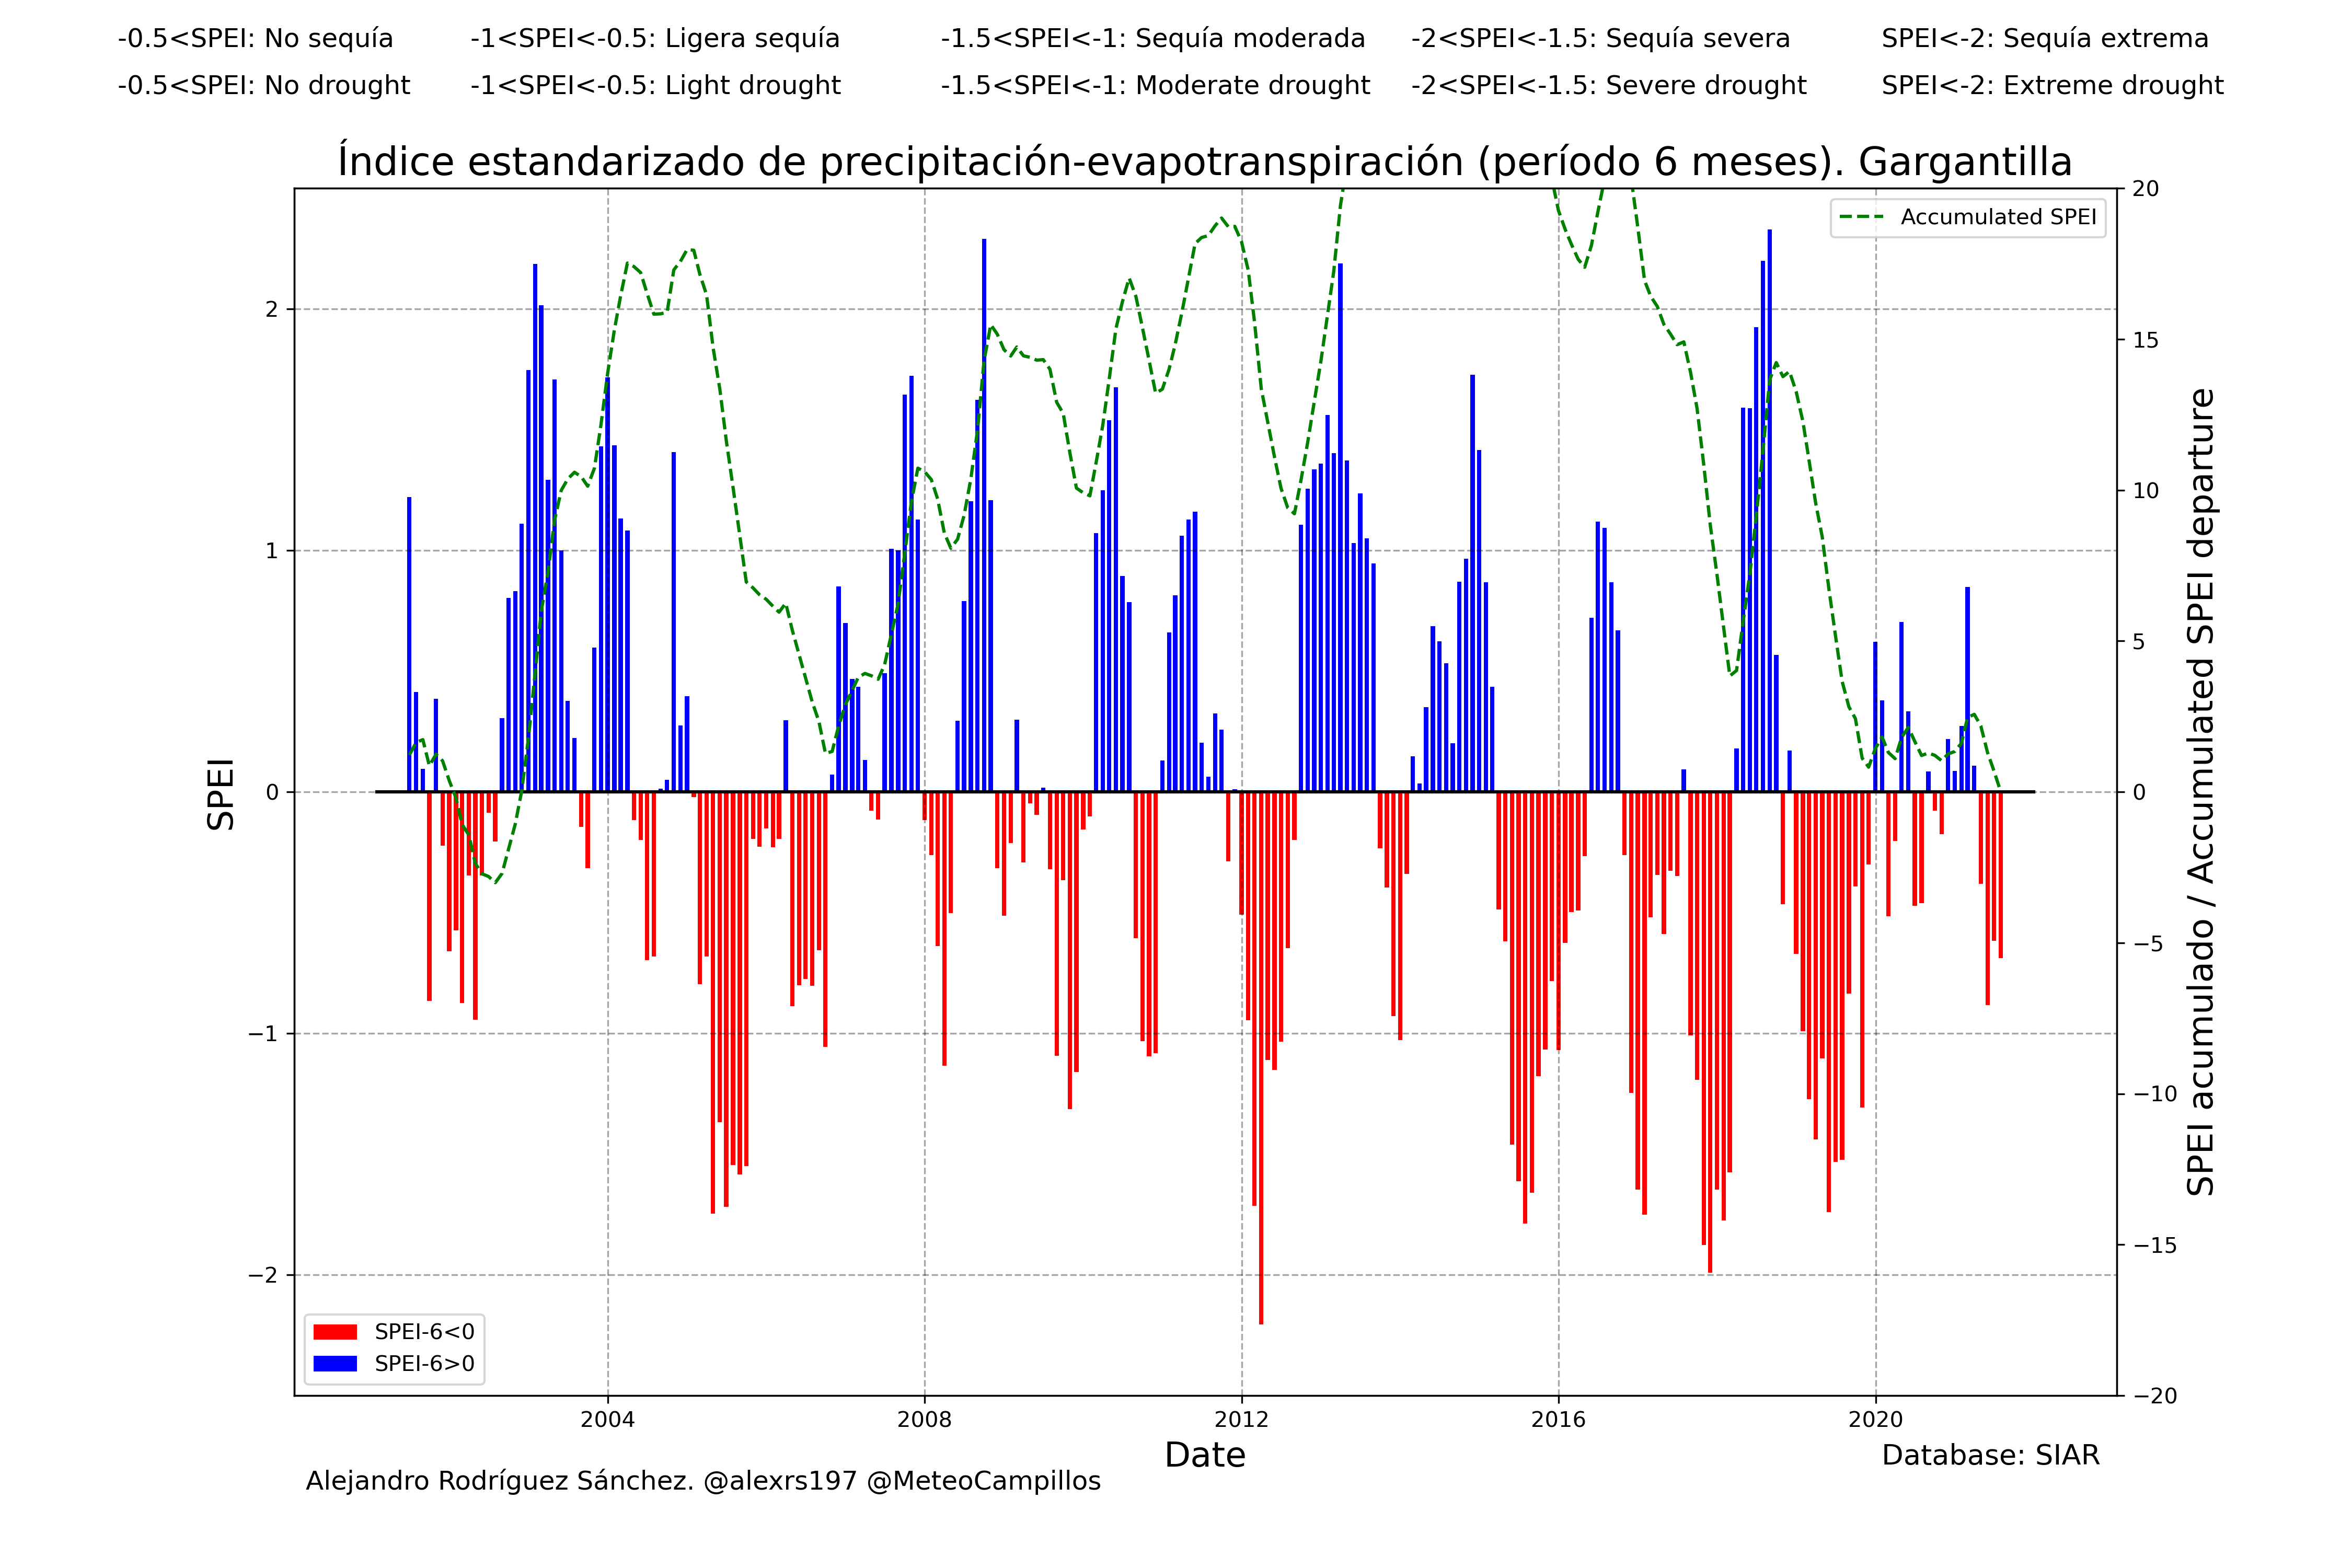 -0.5<SPEI: No sequía -1<SPEI<-0.5: Ligera sequía -1.5<SPEI<-1: Sequía moderada -2<SPEI<-1.5: Sequía severa SPEI<-2: Sequía extrema
-0.5<SPEI: No drought -1<SPEI<-0.5: Light drought -1.5<SPEI<-1: Moderate drought -2<SPEI<-1.5: Severe drought SPEI<-2: Extreme drought
Índice estandarizado de precipitación-evapotranspiración (período 6 meses). Gargantilla
Accumulated SPEI
SPEI
2
1
0
−1
−2
20
15
10
5
0
−5
−10
−15
−20
SPEI acumulado / Accumulated SPEI departure
SPEI-6<0
SPEI-6>0
2004 2008 2012 2016 2020
Date
Database: SIAR
Alejandro Rodríguez Sánchez. @alexrs197 @MeteoCampillos